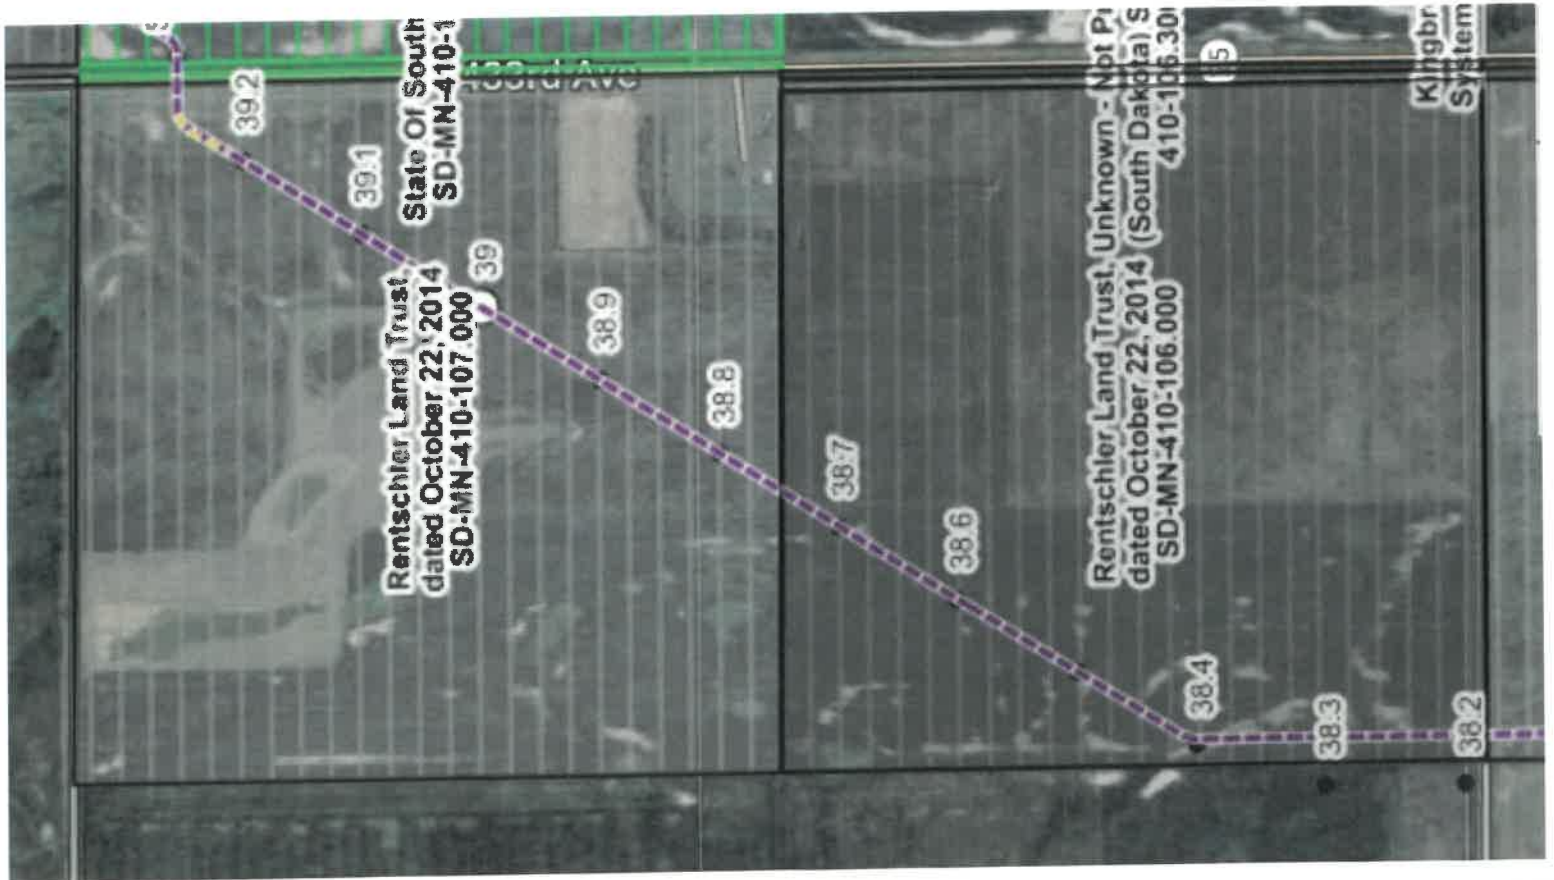 39.2
39.1
39
38.9
38.8
38.7
38.6
38.4
38.3
38.2
State Of South
SD-MN-410-1
433rd Ave
Rentschler Land Trust,
dated October 22, 2014
SD-MN-410-107.000
Rentschler Land Trust, Unknown - Not P
dated October 22, 2014 (South Dakota) S
SD-MN-410-106.000
410-106.30
15
Kingbr
System